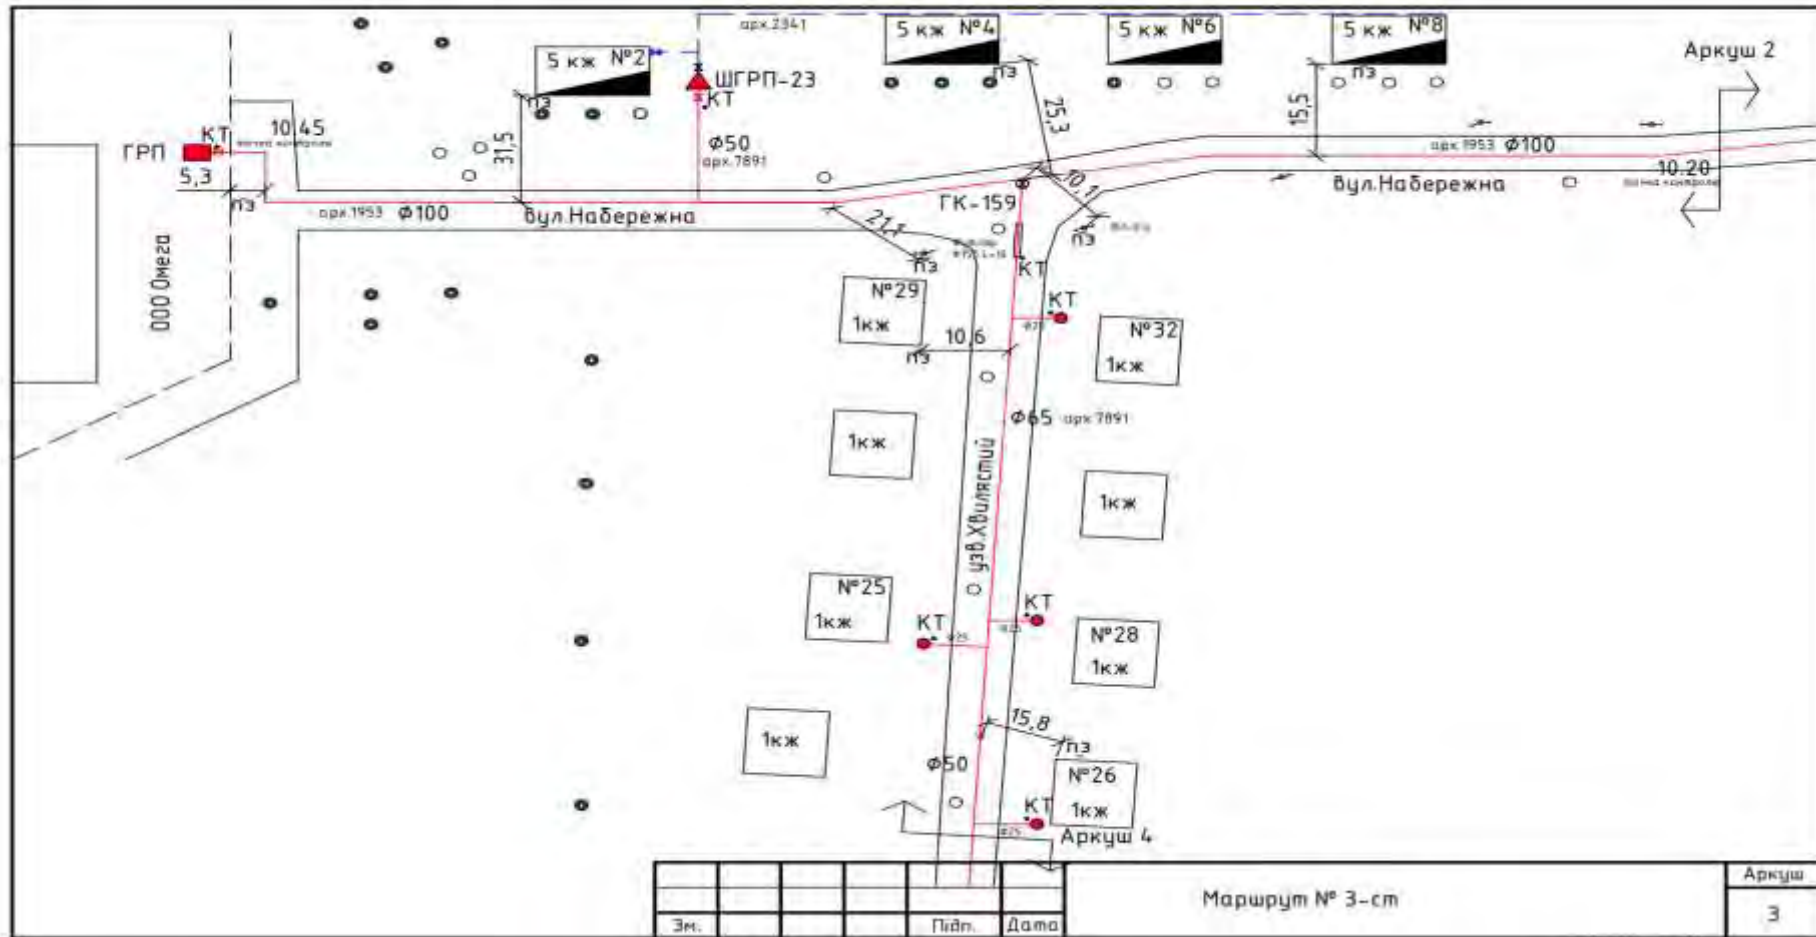 арх.2341
5 кж №2
5 кж №4
5 кж №6
5 кж №8
Аркуш 2
ШГРП-23
КТ
пз
пз
пз
25,3
15,5
31,5
Ф50
арх.7891
ГРП
КТ
10.45
5,3
пз
арх.1953 Ф100
вул.Набережна
арх.1953 Ф100
вул.Набережна
10.20
10,1
ГК-159
пз
21,1
пз
КТ
ООО Омега
№29
1кж
КТ
Ф25
№32
1кж
10,6
пз
Ф65 арх.7891
1кж
узв.Хвилястий
1кж
№25
1кж
КТ
Ф25
КТ
Ф25
№28
1кж
15,8
пз
1кж
Ф50
№26
1кж
КТ
Ф25
Аркуш 4
Маршрут № 3-ст
Аркуш
3
Зм.
Підп.
Дата